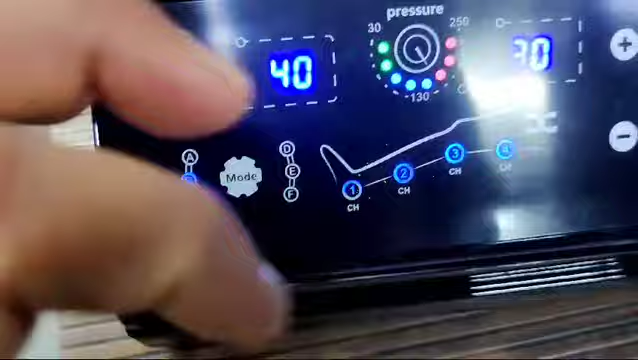 pressure
30 250
40
130
30
A
Mode
D
E
F
1 2 3 4
CH CH CH CH
+
−